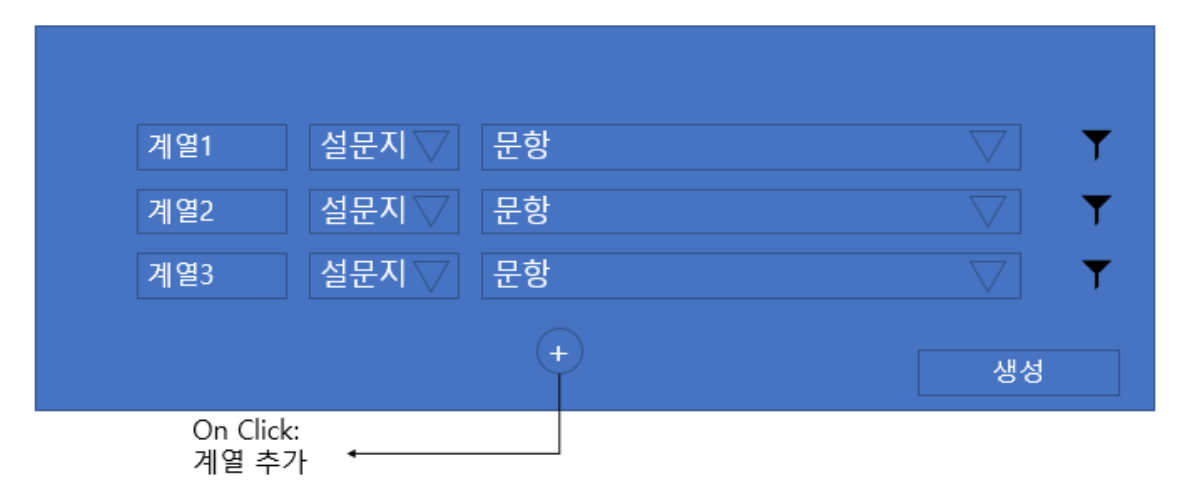 계열1 설문지 문항
계열2 설문지 문항
계열3 설문지 문항
+
생성
On Click:
계열 추가